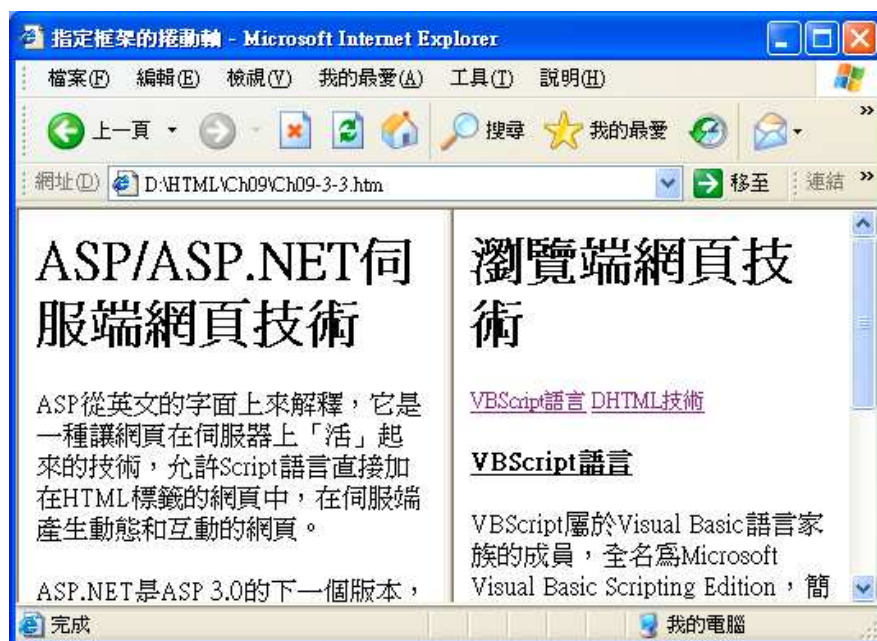 指定框架的捲動軸 - Microsoft Internet Explorer
檔案(F) 編輯(E) 檢視(V) 我的最愛(A) 工具(T) 說明(H)
上一頁 搜尋 我的最愛 »
網址(D) D:\HTML\Ch09\Ch09-3-3.htm 移至 連結 »
ASP/ASP.NET伺
服端網頁技術
ASP從英文的字面上來解釋,它是
一種讓網頁在伺服器上「活」起
來的技術,允許Script語言直接加
在HTML標籤的網頁中,在伺服端
產生動態和互動的網頁。
ASP.NET是ASP 3.0的下一個版本,
瀏覽端網頁技
術
VBScript語言 DHTML技術
VBScript語言
VBScript屬於Visual Basic語言家
族的成員,全名為Microsoft
Visual Basic Scripting Edition,簡
完成 我的電腦